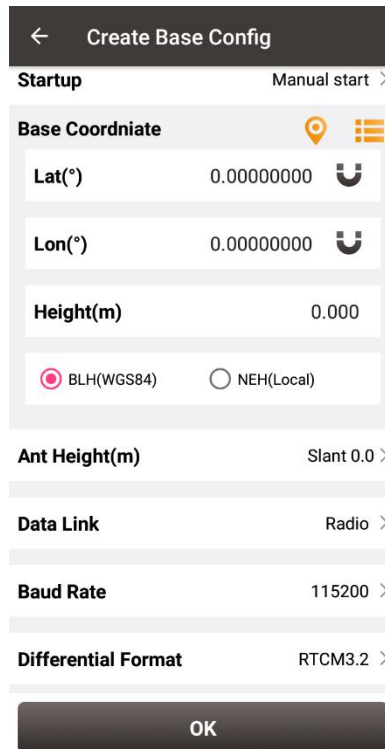 Create Base Config
Startup Manual start
Base Coordniate
Lat(°) 0.00000000
Lon(°) 0.00000000
Height(m) 0.000
BLH(WGS84) NEH(Local)
Ant Height(m) Slant 0.0
Data Link Radio
Baud Rate 115200
Differential Format RTCM3.2
OK